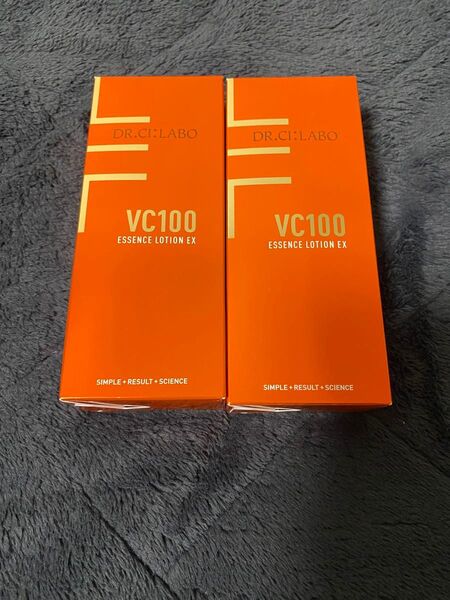 DR.CI:LABO
VC100
ESSENCE LOTION EX
SIMPLE + RESULT + SCIENCE
DR.CI:LABO
VC100
ESSENCE LOTION EX
SIMPLE + RESULT + SCIENCE